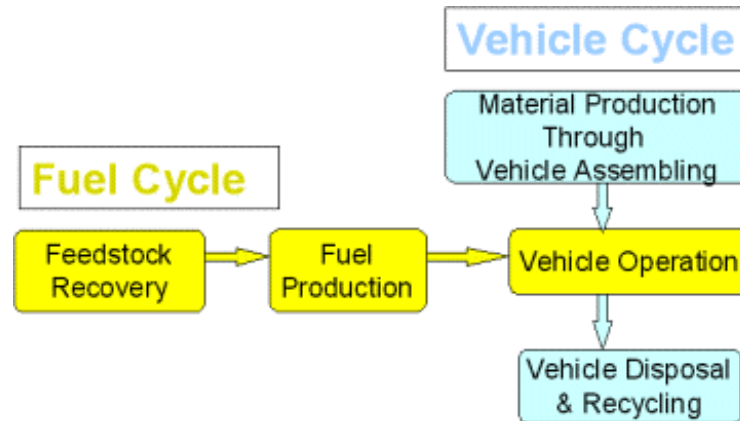 Vehicle Cycle
Material Production
Through
Vehicle Assembling
Fuel Cycle
Feedstock
Recovery
Fuel
Production
Vehicle Operation
Vehicle Disposal
& Recycling